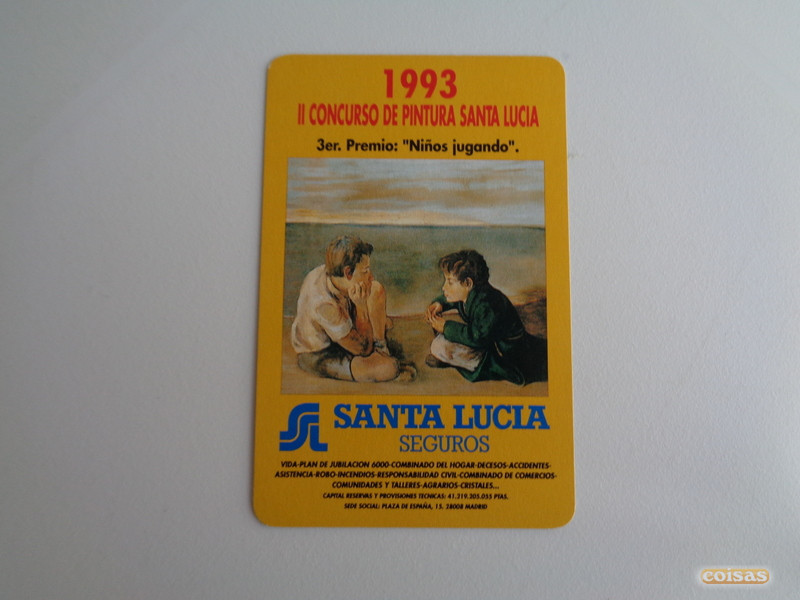 1993
II CONCURSO DE PINTURA SANTA LUCIA
3er. Premio: "Niños jugando".
SANTA LUCIA
SEGUROS
VIDA-PLAN DE JUBILACION 6000-COMBINADO DEL HOGAR-DECESOS-ACCIDENTES-
ASISTENCIA-ROBO-INCENDIOS-RESPONSABILIDAD CIVIL-COMBINADO DE COMERCIOS-
COMUNIDADES Y TALLERES-AGRARIOS-CRISTALES...
CAPITAL RESERVAS Y PROVISIONES TECNICAS: 41.319.205.055 PTAS.
SEDE SOCIAL: PLAZA DE ESPAÑA, 15. 28008 MADRID
coisas